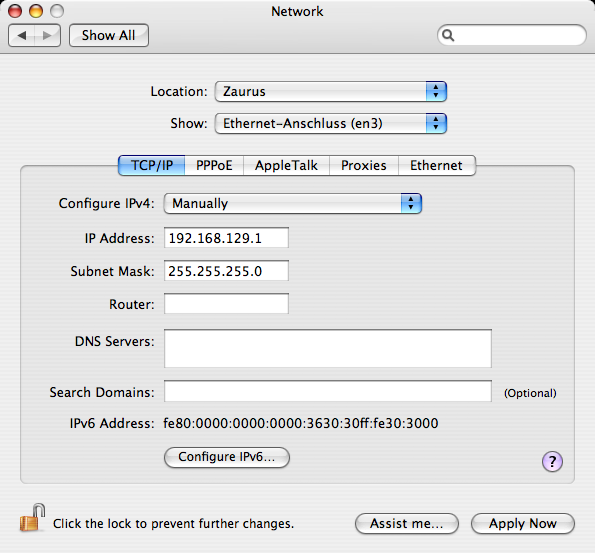 Network
Show All
Location: Zaurus
Show: Ethernet-Anschluss (en3)
TCP/IP PPPoE AppleTalk Proxies Ethernet
Configure IPv4: Manually
IP Address: 192.168.129.1
Subnet Mask: 255.255.255.0
Router:
DNS Servers:
Search Domains: (Optional)
IPv6 Address: fe80:0000:0000:0000:3630:30ff:fe30:3000
Configure IPv6... ?
Click the lock to prevent further changes. Assist me... Apply Now